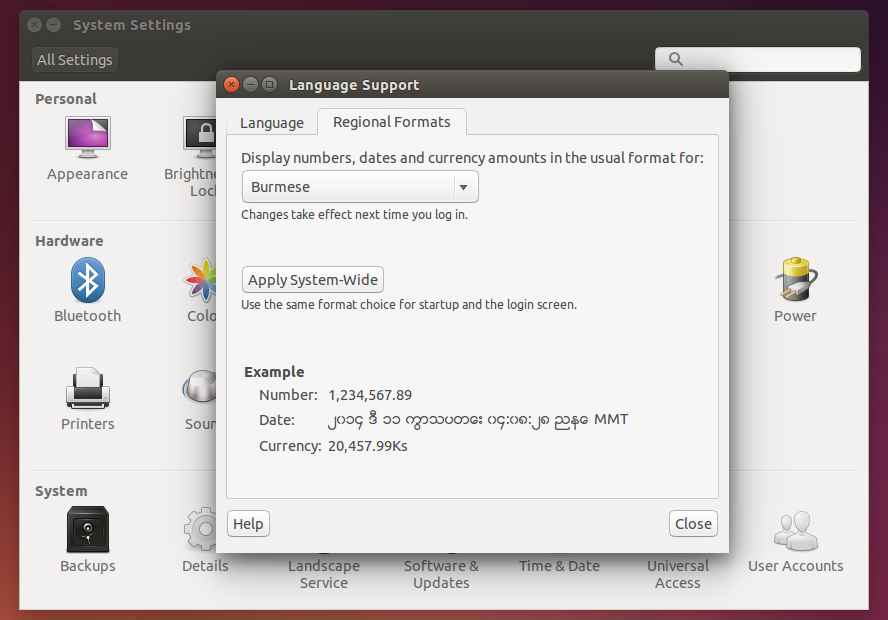 System Settings
All Settings
Personal
Appearance
Brightne
Loc
Hardware
Bluetooth
Colo
Power
Printers
Soun
System
Backups
Details
Landscape
Service
Software &
Updates
Time & Date
Universal
Access
User Accounts
Language Support
Language
Regional Formats
Display numbers, dates and currency amounts in the usual format for:
Burmese
Changes take effect next time you log in.
Apply System-Wide
Use the same format choice for startup and the login screen.
Example
Number: 1,234,567.89
Date: ၂၀၁၄ ဒီ ၁၁ ကွာသပတေး ၀၄:၀၈:၂၈ ညနေ MMT
Currency: 20,457.99Ks
Help
Close